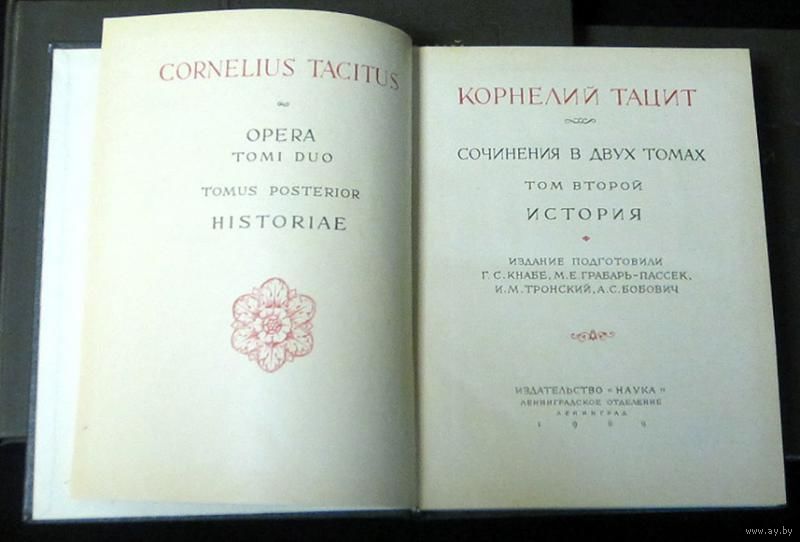 CORNELIUS TACITUS
OPERA
TOMI DUO
TOMUS POSTERIOR
HISTORIAE
КОРНЕЛИЙ ТАЦИТ
СОЧИНЕНИЯ В ДВУХ ТОМАХ
ТОМ ВТОРОЙ
ИСТОРИЯ
ИЗДАНИЕ ПОДГОТОВИЛИ
Г.С.КНАБЕ, М.Е.ГРАБАРЬ-ПАССЕК,
И.М.ТРОНСКИЙ, А.С.БОБОВИЧ
ИЗДАТЕЛЬСТВО «НАУКА»
ЛЕНИНГРАДСКОЕ ОТДЕЛЕНИЕ
ЛЕНИНГРАД
www.ay.by